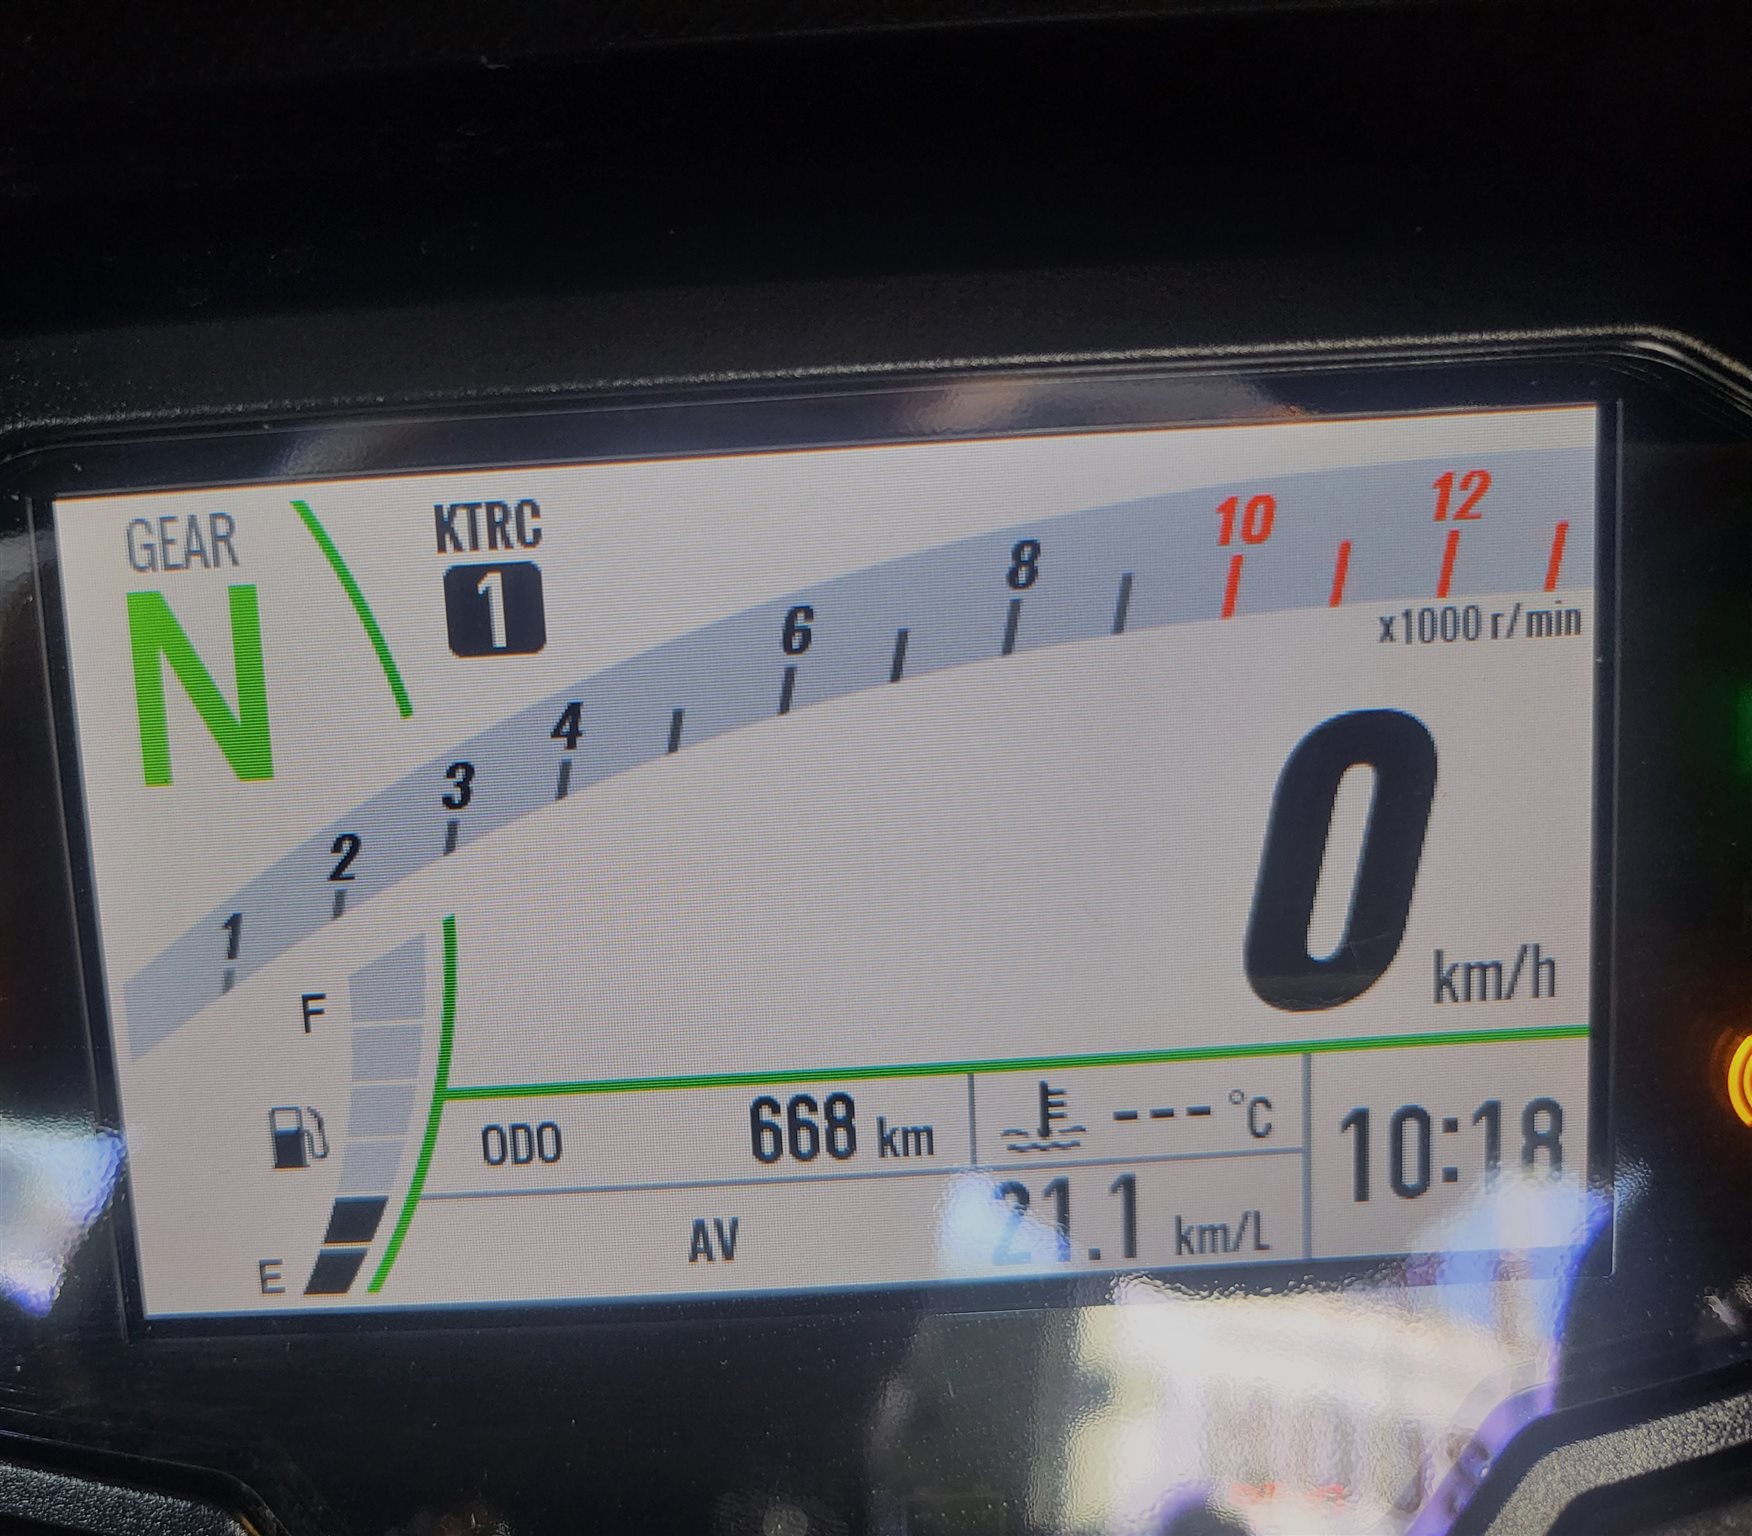 GEAR
N
KTRC
1
1
2
3
4
6
8
10
12
x1000 r/min
0 km/h
F
E
ODO 668 km
--- °C
AV 21.1 km/L
10:18